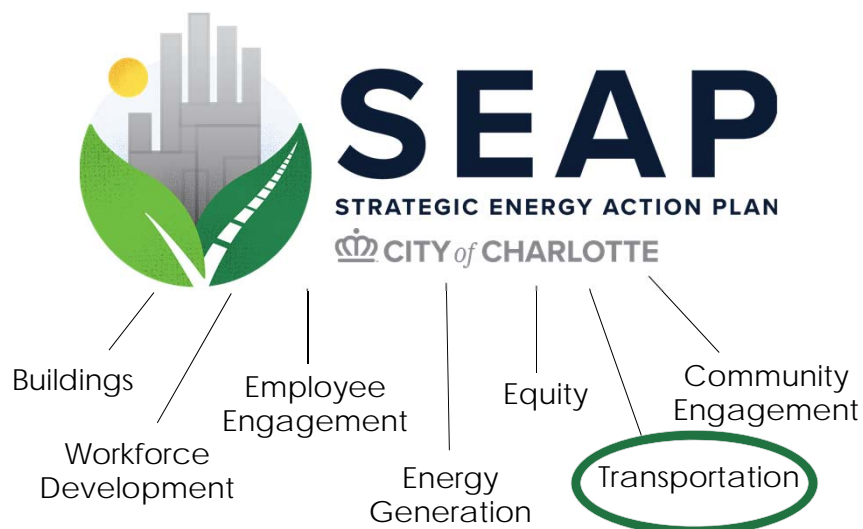 SEAP
STRATEGIC ENERGY ACTION PLAN
CITY of CHARLOTTE
Buildings
Workforce
Development
Employee
Engagement
Energy
Generation
Equity
Transportation
Community
Engagement